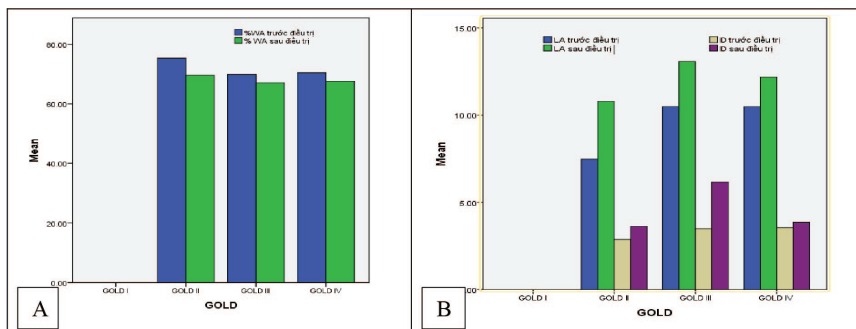 %WA trước điều trị
% WA sau điều trị
80.00
60.00
40.00
20.00
0.00
Mean
GOLD I
GOLD II
GOLD III
GOLD IV
GOLD
A
LA trước điều trị
LA sau điều trị
D trước điều trị
D sau điều trị
15.00
10.00
5.00
.00
Mean
GOLD I
GOLD II
GOLD III
GOLD IV
GOLD
B